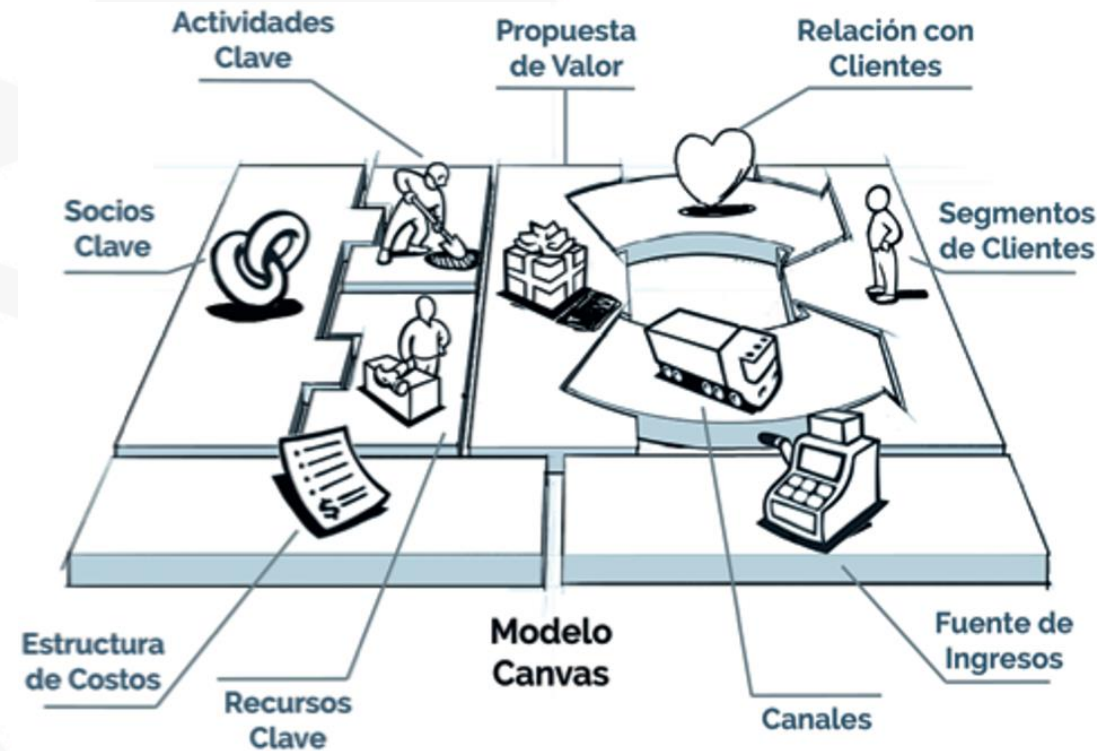 Actividades
Clave
Propuesta
de Valor
Relación con
Clientes
Socios
Clave
Segmentos
de Clientes
$
Estructura
de Costos
Recursos
Clave
Modelo
Canvas
Canales
Fuente de
Ingresos